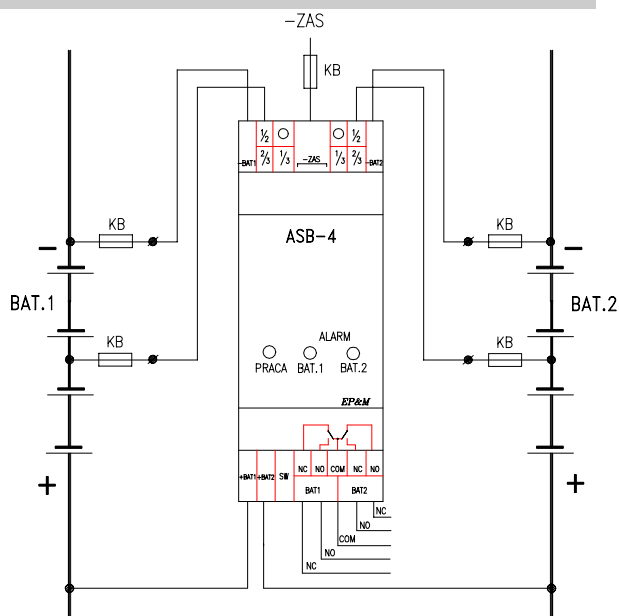 −ZAS
KB
½ ○ ○ ½
−BAT1 ⅔ ⅓ −ZAS ⅓ ⅔ −BAT2
KB KB
− −
ASB−4
BAT.1 BAT.2
ALARM
KB KB
PRACA BAT.1 BAT.2
EP&M
+BAT1 +BAT2 SW NC NO COM NC NO
BAT1 BAT2
+ +
NC
NO
COM
NO
NC